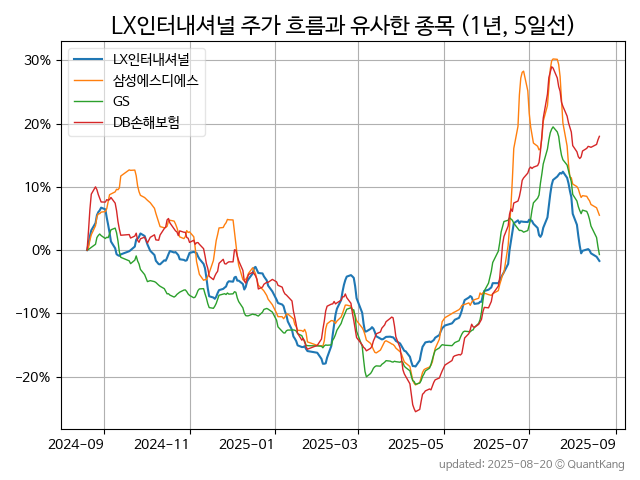 LX인터내셔널 주가 흐름과 유사한 종목 (1년, 5일선)
LX인터내셔널
삼성에스디에스
GS
DB손해보험
30%
20%
10%
0%
−10%
−20%
2024-09 2024-11 2025-01 2025-03 2025-05 2025-07 2025-09
updated: 2025-08-20 © QuantKang